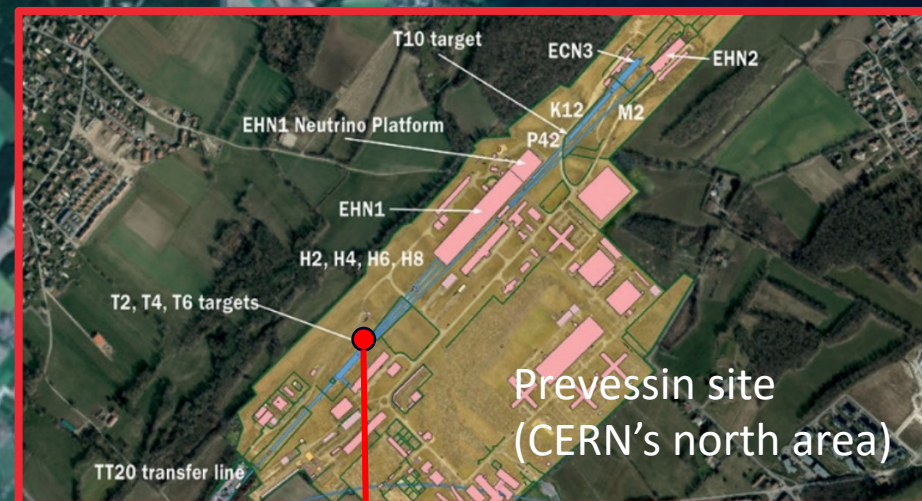 T10 target
ECN3
EHN2
K12
M2
EHN1 Neutrino Platform
P42
EHN1
H2, H4, H6, H8
T2, T4, T6 targets
Prevessin site
(CERN's north area)
TT20 transfer line